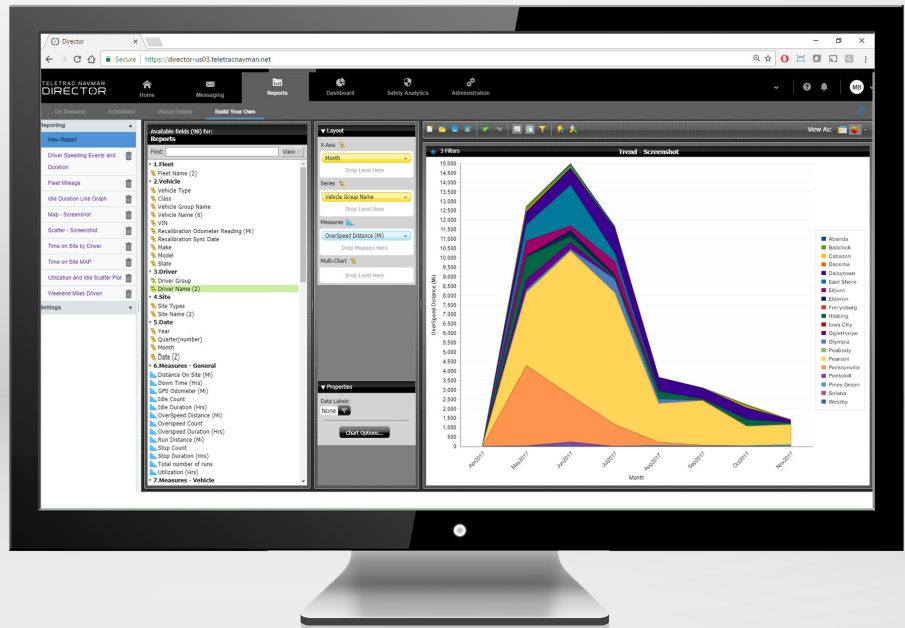 Director
Secure
https://director-us03.teletracnavman.net
TELETRAC NAVMAN
DIRECTOR
Home
Messaging
Reports
Dashboard
Safety Analytics
Administration
MB
On Demand
Scheduled
Visual Replay
Build Your Own
Reporting
New Report
Driver Speeding Events and
Duration
Fleet Mileage
Idle Duration Line Graph
Map - Screenshot
Scatter - Screenshot
Time on Site by Driver
Time on Site MAP
Utilization and Idle Scatter Plot
Weekend Miles Driven
Settings
Available fields (98) for:
Reports
Find:
View
1.Fleet
Fleet Name (2)
2.Vehicle
Vehicle Type
Class
Vehicle Group Name
Vehicle Name (6)
VIN
Recalibration Odometer Reading (Mi)
Recalibration Sync Date
Make
Model
State
3.Driver
Driver Group
Driver Name (2)
4.Site
Site Types
Site Name (2)
5.Date
Year
Quarter(number)
Month
Date (2)
6.Measures - General
Distance On Site (Mi)
Down Time (Hrs)
GPS Odometer (Mi)
Idle Count
Idle Duration (Hrs)
OverSpeed Distance (Mi)
Overspeed Count
Overspeed Duration (Hrs)
Run Distance (Mi)
Stop Count
Stop Duration (Hrs)
Total number of runs
Utilization (Hrs)
7.Measures - Vehicle
Layout
X-Axis
Month
Drop Level Here
Series
Vehicle Group Name
Drop Level Here
Measures
OverSpeed Distance (Mi)
Drop Measure Here
Multi-Chart
Drop Level Here
Properties
Data Labels:
None
Chart Options...
View As:
3 Filters
Trend - Screenshot
15,000
14,500
14,000
13,500
13,000
12,500
12,000
11,500
11,000
10,500
10,000
9,500
9,000
8,500
8,000
7,500
7,000
6,500
6,000
5,500
5,000
4,500
4,000
3,500
3,000
2,500
2,000
1,500
1,000
500
0
OverSpeed Distance (Mi)
Apr2017
May2017
Jun2017
Jul2017
Aug2017
Sep2017
Oct2017
Nov2017
Month
Abenda
Babcock
Cabazon
Dacoma
Daisytown
East Shore
Elburn
Elderon
Ferrysburg
Hibbing
Iowa City
Oglethorpe
Olympia
Peabody
Pearson
Pecktonville
Peekskill
Piney Green
Solana
Westby